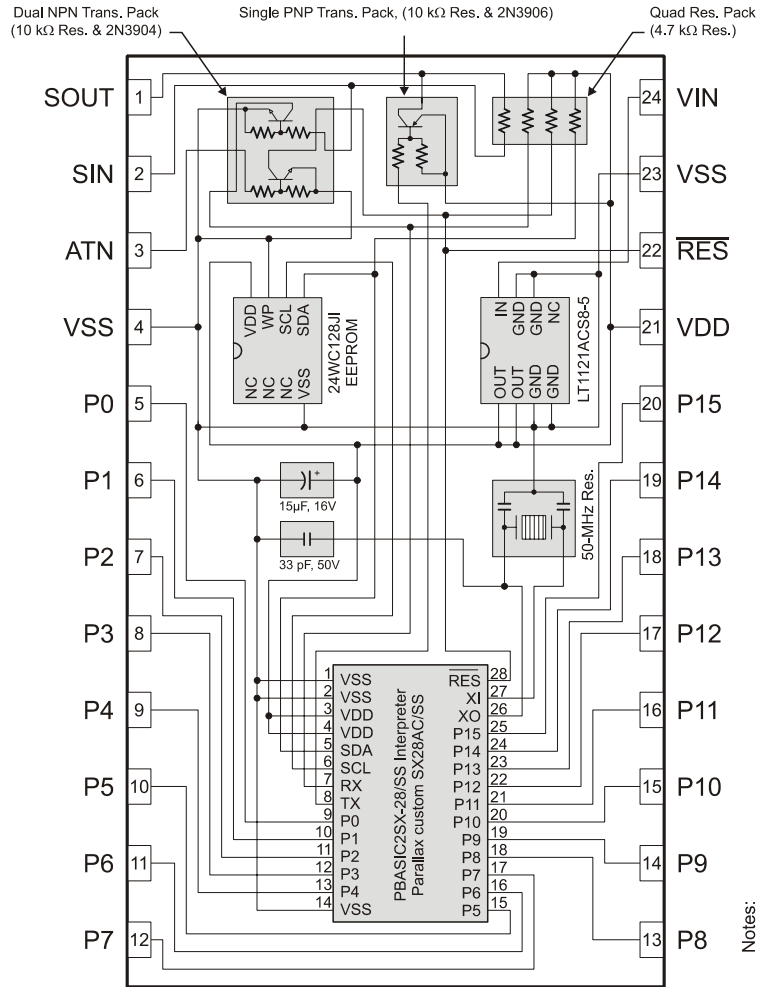 Dual NPN Trans. Pack
(10 kΩ Res. & 2N3904)
Single PNP Trans. Pack, (10 kΩ Res. & 2N3906)
Quad Res. Pack
(4.7 kΩ Res.)
SOUT 1
SIN 2
ATN 3
VSS 4
P0 5
P1 6
P2 7
P3 8
P4 9
P5 10
P6 11
P7 12
24 VIN
23 VSS
22 RES
21 VDD
20 P15
19 P14
18 P13
17 P12
16 P11
15 P10
14 P9
13 P8
VDD
WP
SCL
SDA
NC
NC
NC
VSS
24WC128JI
EEPROM
IN
GND
GND
NC
OUT
OUT
GND
GND
LT1121ACS8-5
+
15µF, 16V
33 pF, 50V
50-MHz Res.
1 VSS
2 VSS
3 VDD
4 VDD
5 SDA
6 SCL
7 RX
8 TX
9 P0
10 P1
11 P2
12 P3
13 P4
14 VSS
PBASIC2SX-28/SS Interpreter
Parallax custom SX28AC/SS
RES 28
XI 27
XO 26
P15 25
P14 24
P13 23
P12 22
P11 21
P10 20
P9 19
P8 18
P7 17
P6 16
P5 15
Notes: